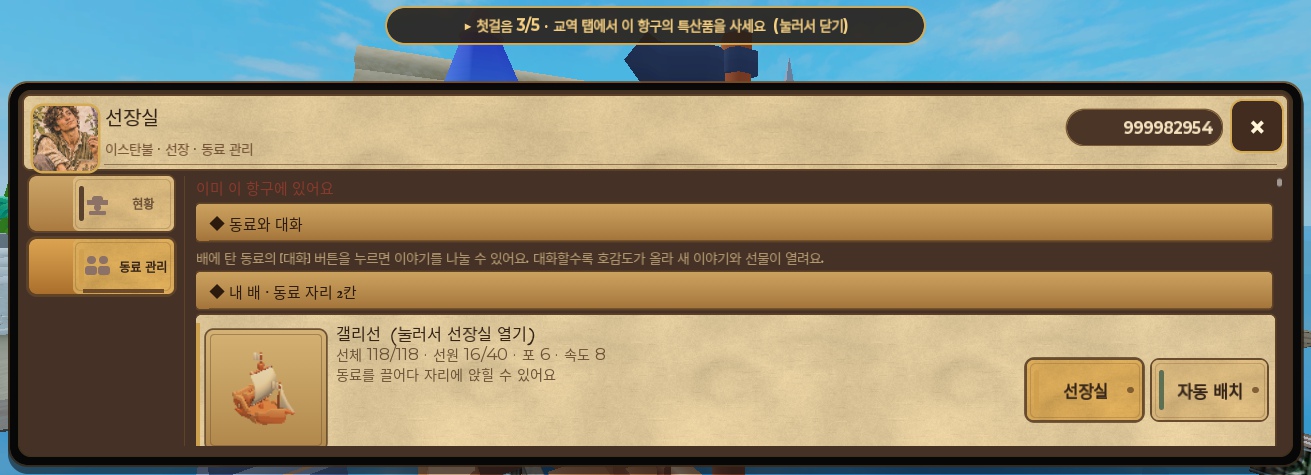 ▸ 첫걸음 3/5 · 교역 탭에서 이 항구의 특산품을 사세요 (눌러서 닫기)
선장실
이스탄불 · 선장 · 동료 관리
999982954
×
현황
동료 관리
이미 이 항구에 있어요
◆ 동료와 대화
배에 탄 동료의 [대화] 버튼을 누르면 이야기를 나눌 수 있어요. 대화할수록 호감도가 올라 새 이야기와 선물이 열려요.
◆ 내 배 · 동료 자리 2칸
갤리선 (눌러서 선장실 열기)
선체 118/118 · 선원 16/40 · 포 6 · 속도 8
동료를 끌어다 자리에 앉힐 수 있어요
선장실
자동 배치